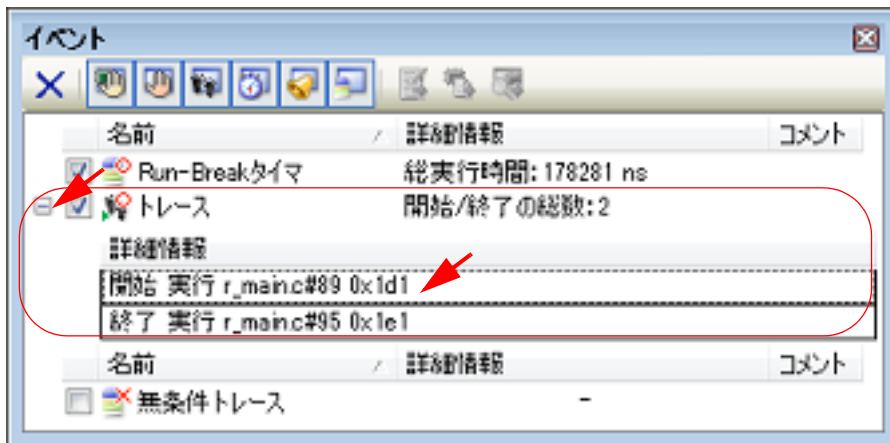 イベント
名前 詳細情報 コメント
Run-Breakタイマ 総実行時間: 178281 ns
トレース 開始/終了の総数: 2
詳細情報
開始 実行 r_main.c#89 0x1d1
終了 実行 r_main.c#95 0x1e1
名前 詳細情報 コメント
無条件トレース -